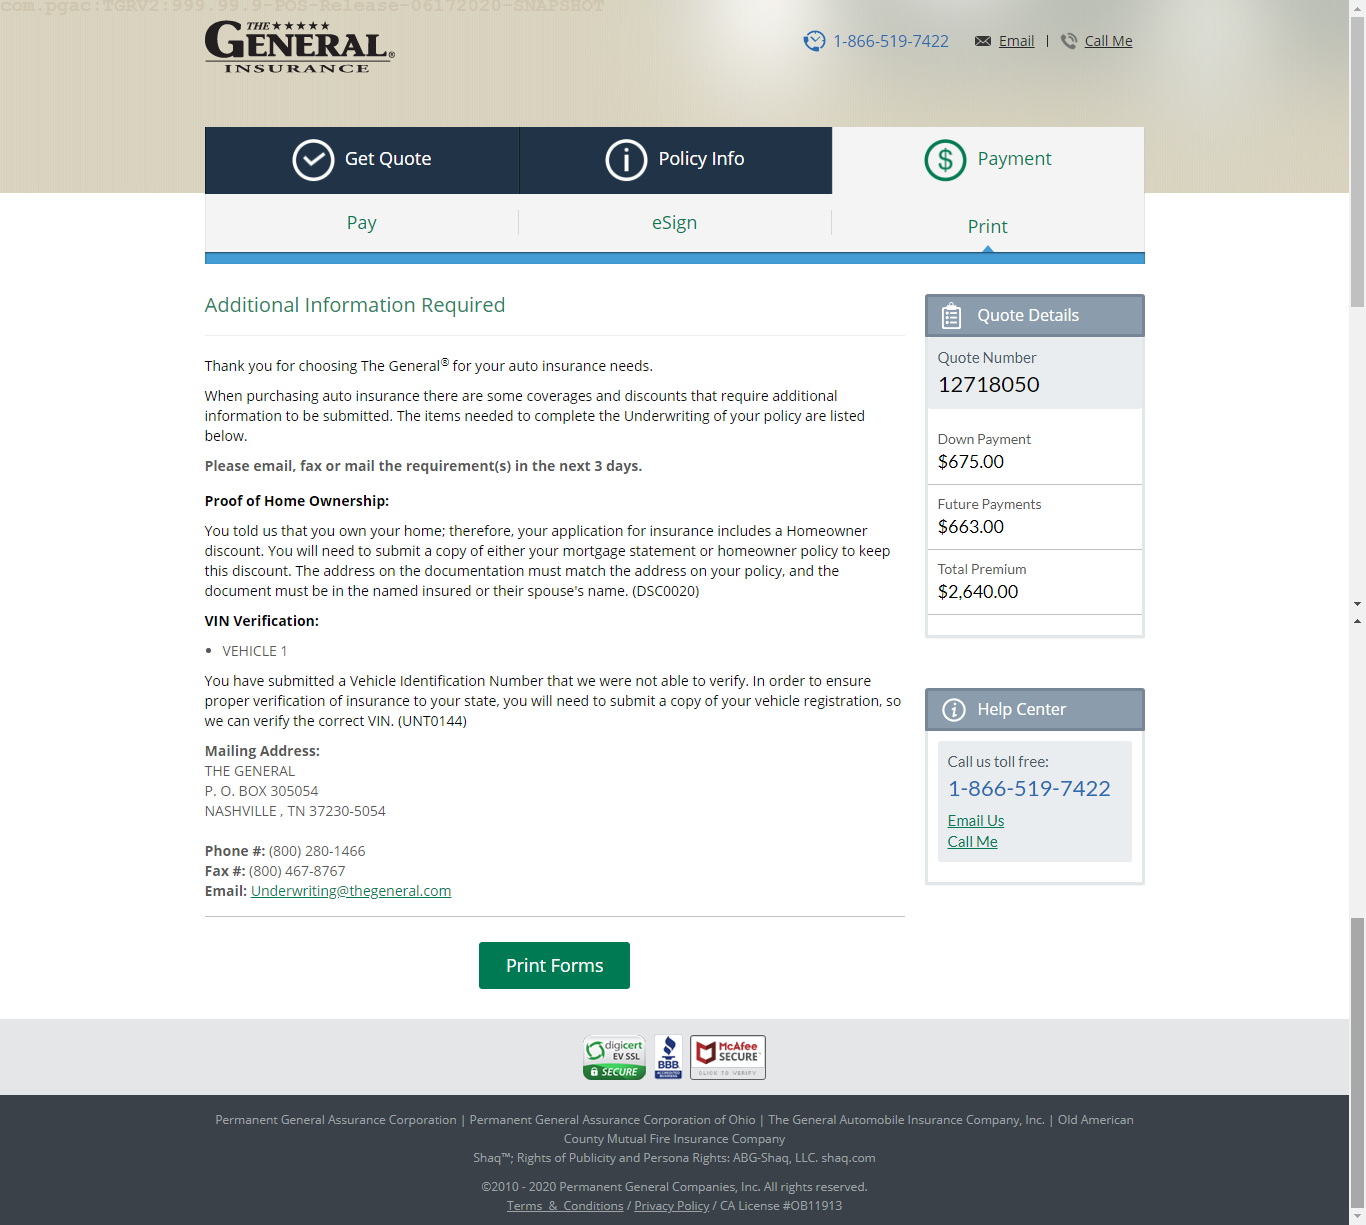 com.pgac:TGRV2:999.99.9-POS-Release-06172020-SNAPSHOT
THE
GENERAL®
INSURANCE
1-866-519-7422 Email | Call Me
Get Quote Policy Info Payment
Pay eSign Print
Additional Information Required
Thank you for choosing The General® for your auto insurance needs.
When purchasing auto insurance there are some coverages and discounts that require additional
information to be submitted. The items needed to complete the Underwriting of your policy are listed
below.
Please email, fax or mail the requirement(s) in the next 3 days.
Proof of Home Ownership:
You told us that you own your home; therefore, your application for insurance includes a Homeowner
discount. You will need to submit a copy of either your mortgage statement or homeowner policy to keep
this discount. The address on the documentation must match the address on your policy, and the
document must be in the named insured or their spouse's name. (DSC0020)
VIN Verification:
• VEHICLE 1
You have submitted a Vehicle Identification Number that we were not able to verify. In order to ensure
proper verification of insurance to your state, you will need to submit a copy of your vehicle registration, so
we can verify the correct VIN. (UNT0144)
Mailing Address:
THE GENERAL
P. O. BOX 305054
NASHVILLE , TN 37230-5054
Phone #: (800) 280-1466
Fax #: (800) 467-8767
Email: Underwriting@thegeneral.com
Print Forms
Quote Details
Quote Number
12718050
Down Payment
$675.00
Future Payments
$663.00
Total Premium
$2,640.00
Help Center
Call us toll free:
1-866-519-7422
Email Us
Call Me
digicert
EV SSL
SECURE
BBB
ACCREDITED
BUSINESS
McAfee
SECURE™
CLICK TO VERIFY
Permanent General Assurance Corporation | Permanent General Assurance Corporation of Ohio | The General Automobile Insurance Company, Inc. | Old American
County Mutual Fire Insurance Company
Shaq™; Rights of Publicity and Persona Rights: ABG-Shaq, LLC. shaq.com
©2010 - 2020 Permanent General Companies, Inc. All rights reserved.
Terms & Conditions / Privacy Policy / CA License #OB11913